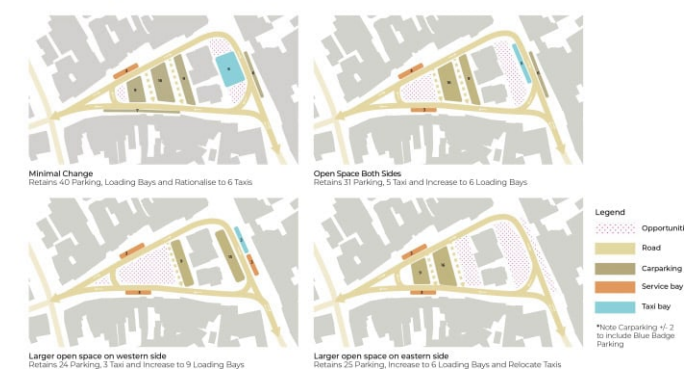 Minimal Change
Retains 40 Parking, Loading Bays and Rationalise to 6 Taxis
Open Space Both Sides
Retains 31 Parking, 5 Taxi and Increase to 6 Loading Bays
Larger open space on western side
Retains 24 Parking, 3 Taxi and Increase to 9 Loading Bays
Larger open space on eastern side
Retains 25 Parking, Increase to 6 Loading Bays and Relocate Taxis
Legend
Opportuniti
Road
Carparking
Service bay
Taxi bay
*Note Carparking +/- 2
to include Blue Badge
Parking